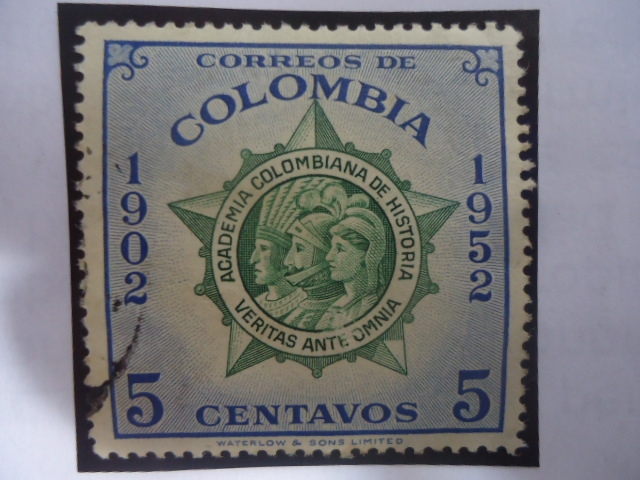 CORREOS DE
COLOMBIA
1902
1952
ACADEMIA COLOMBIANA DE HISTORIA
VERITAS ANTE OMNIA
5 CENTAVOS 5
WATERLOW & SONS LIMITED